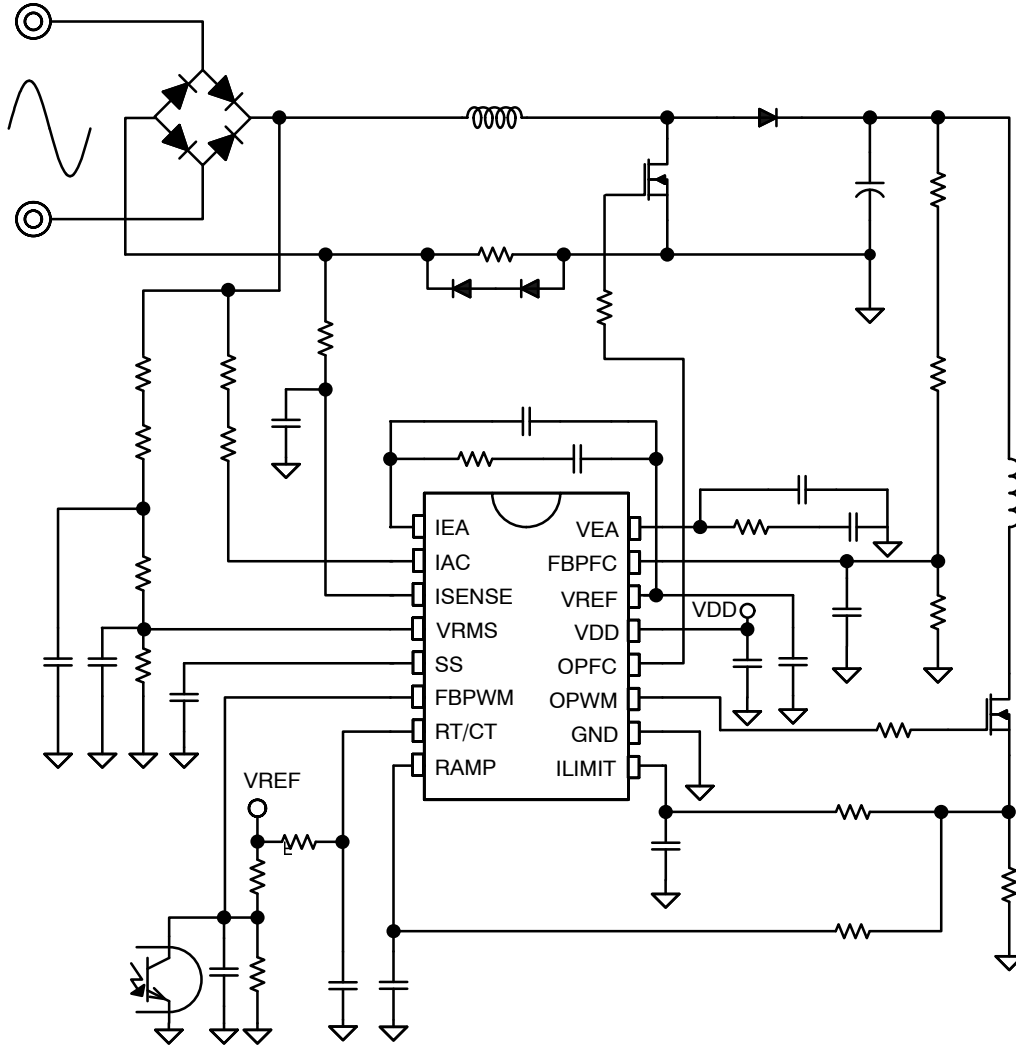 IEA
IAC
ISENSE
VRMS
SS
FBPWM
RT/CT
RAMP
VEA
FBPFC
VREF
VDD
OPFC
OPWM
GND
ILIMIT
VDD
VREF
E